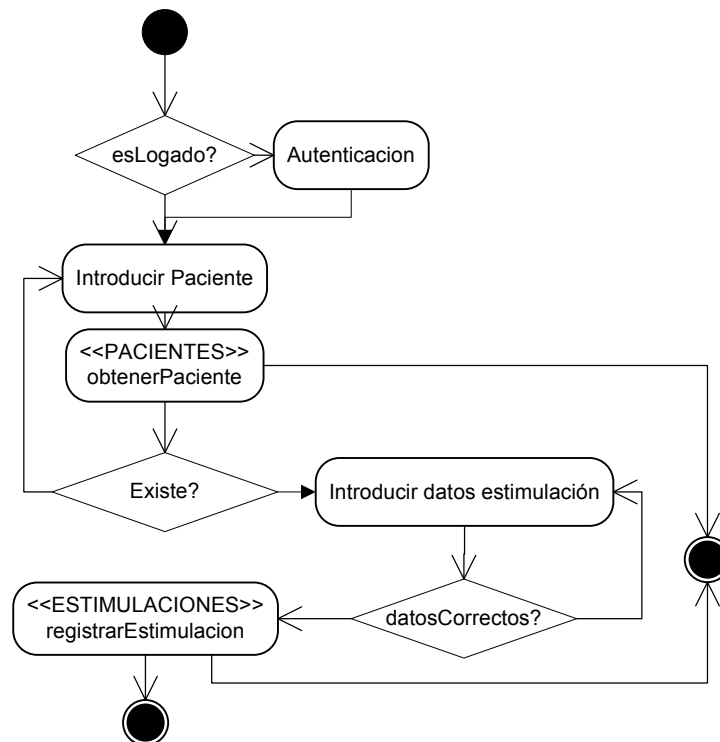 esLogado?
Autenticacion
Introducir Paciente
<<PACIENTES>>
obtenerPaciente
Existe?
Introducir datos estimulación
<<ESTIMULACIONES>>
registrarEstimulacion
datosCorrectos?